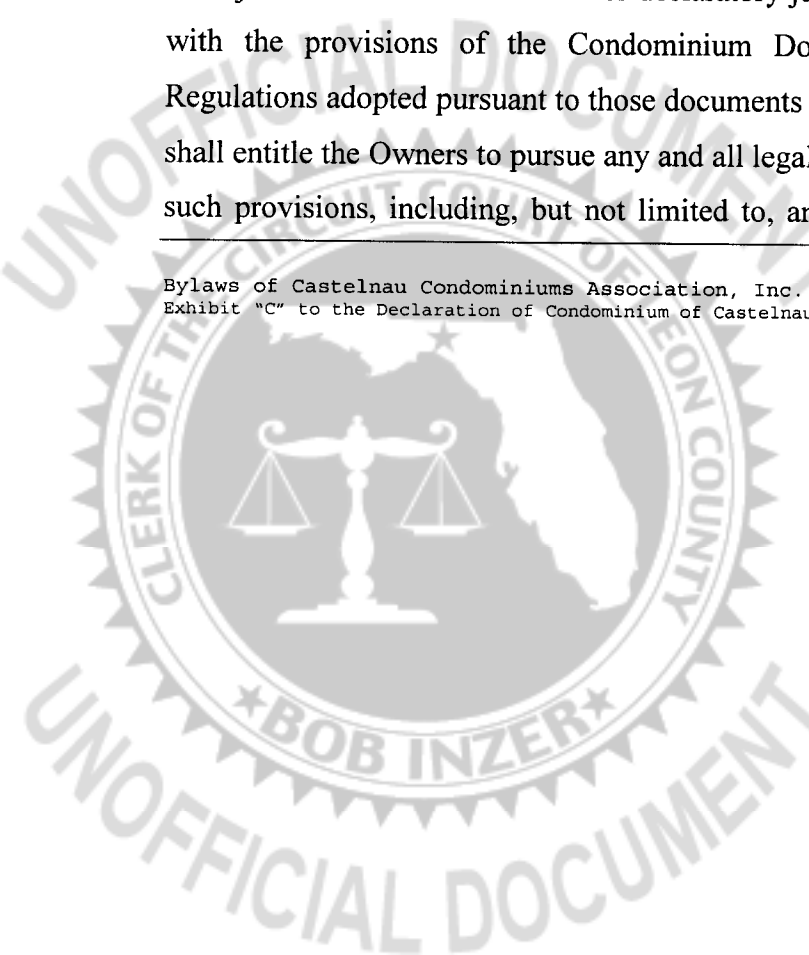 with the provisions of the Condominium Do
Regulations adopted pursuant to those documents
shall entitle the Owners to pursue any and all legal
such provisions, including, but not limited to, an
Bylaws of Castelnau Condominiums Association, Inc.
Exhibit "C" to the Declaration of Condominium of Castelnau
UNOFFICIAL DOCUMENT
CLERK OF THE CIRCUIT COURT OF LEON COUNTY
BOB INZER
UNOFFICIAL DOCUMENT